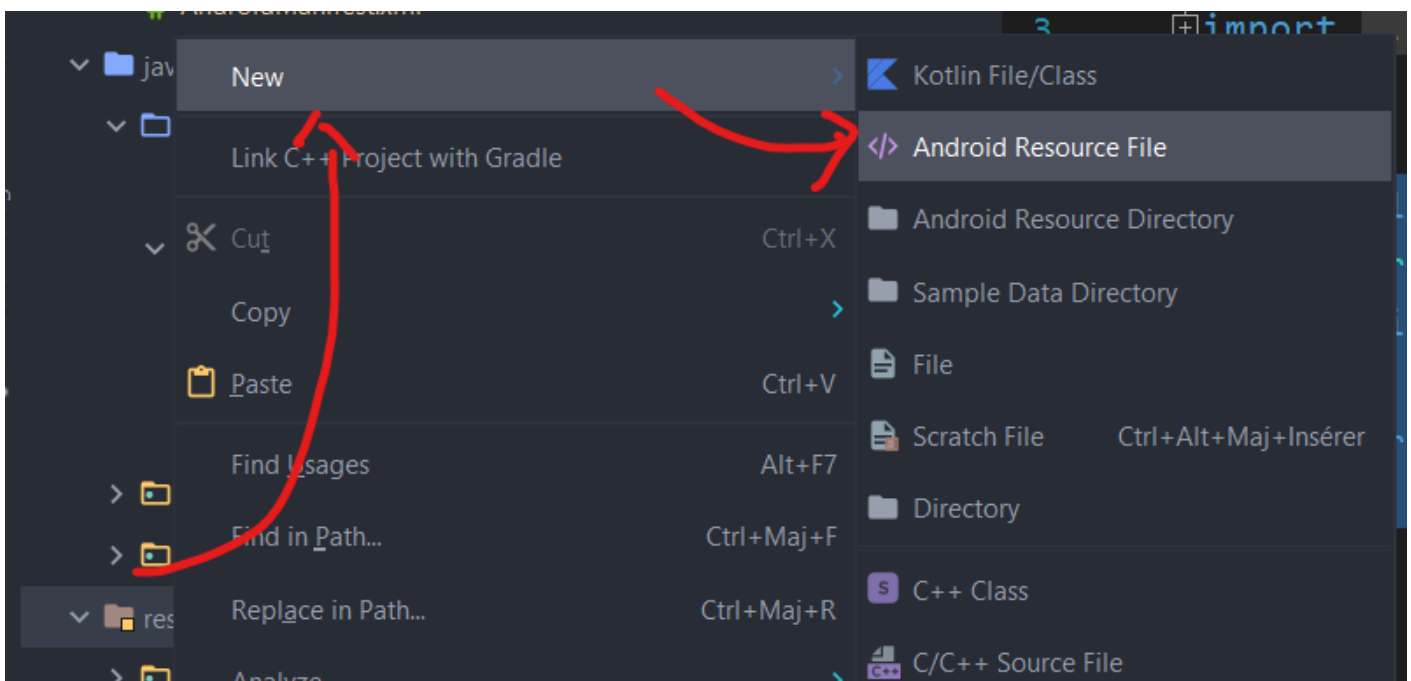 AndroidManifest.xml
3 import
jav
New
Kotlin File/Class
Link C++ Project with Gradle
Android Resource File
Android Resource Directory
Cut Ctrl+X
Sample Data Directory
Copy
File
Paste Ctrl+V
Scratch File Ctrl+Alt+Maj+Insérer
Find Usages Alt+F7
Directory
Find in Path... Ctrl+Maj+F
S C++ Class
res
Replace in Path... Ctrl+Maj+R
C++ C/C++ Source File
Analyze